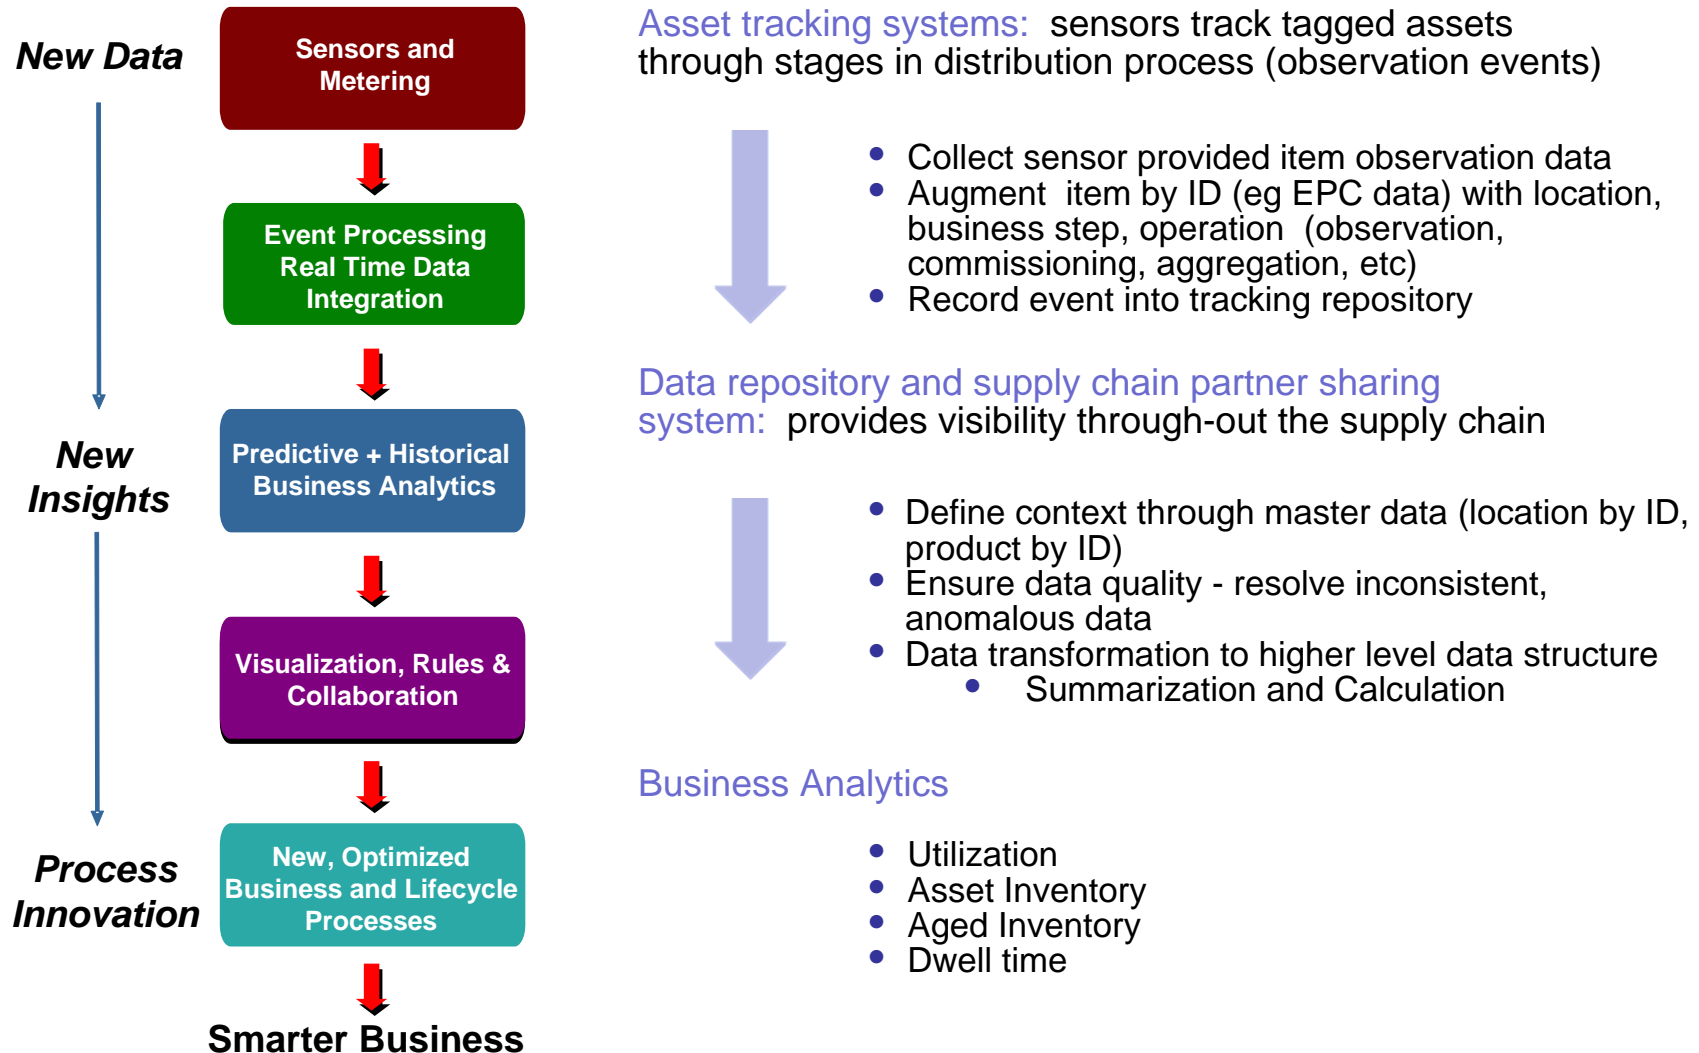 New Data
New
Insights
Process
Innovation
Sensors and
Metering
Event Processing
Real Time Data
Integration
Predictive + Historical
Business Analytics
Visualization, Rules &
Collaboration
New, Optimized
Business and Lifecycle
Processes
Smarter Business
Asset tracking systems: sensors track tagged assets
through stages in distribution process (observation events)
• Collect sensor provided item observation data
• Augment item by ID (eg EPC data) with location,
business step, operation (observation,
commissioning, aggregation, etc)
• Record event into tracking repository
Data repository and supply chain partner sharing
system: provides visibility through-out the supply chain
• Define context through master data (location by ID,
product by ID)
• Ensure data quality - resolve inconsistent,
anomalous data
• Data transformation to higher level data structure
• Summarization and Calculation
Business Analytics
• Utilization
• Asset Inventory
• Aged Inventory
• Dwell time